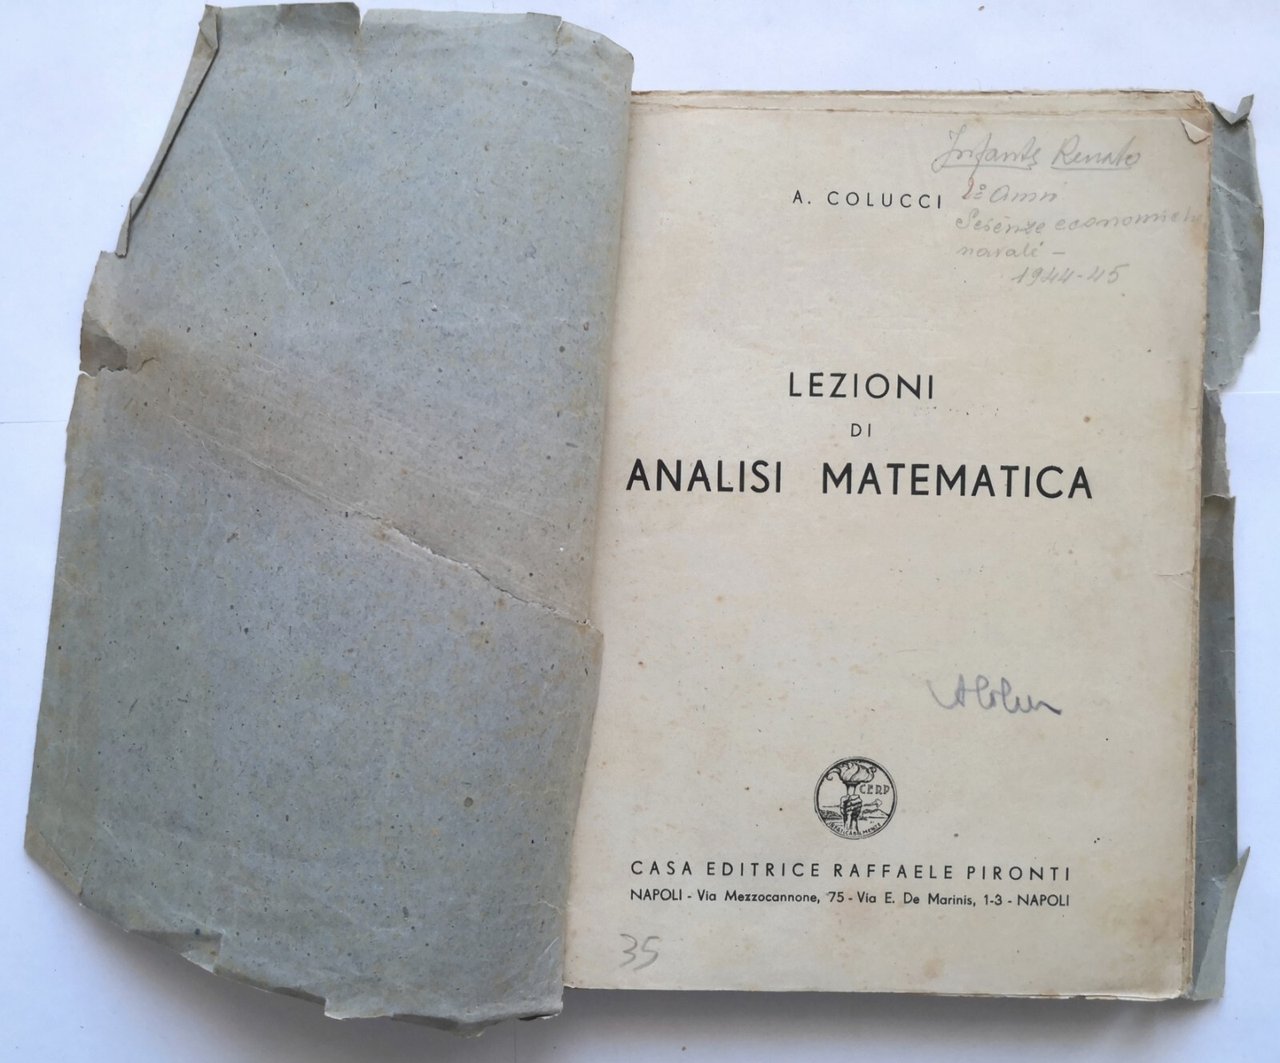 Infante Renato
A. COLUCCI
2° Anno
Scienze economiche
navale -
1944-45
LEZIONI
DI
ANALISI MATEMATICA
C.E.R.P
CASA EDITRICE RAFFAELE PIRONTI
NAPOLI - Via Mezzocannone, 75 - Via E. De Marinis, 1-3 - NAPOLI
35